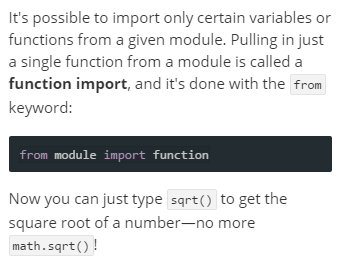 It's possible to import only certain variables or
functions from a given module. Pulling in just
a single function from a module is called a
function import, and it's done with the from
keyword:
from module import function
Now you can just type sqrt() to get the
square root of a number—no more
math.sqrt()!